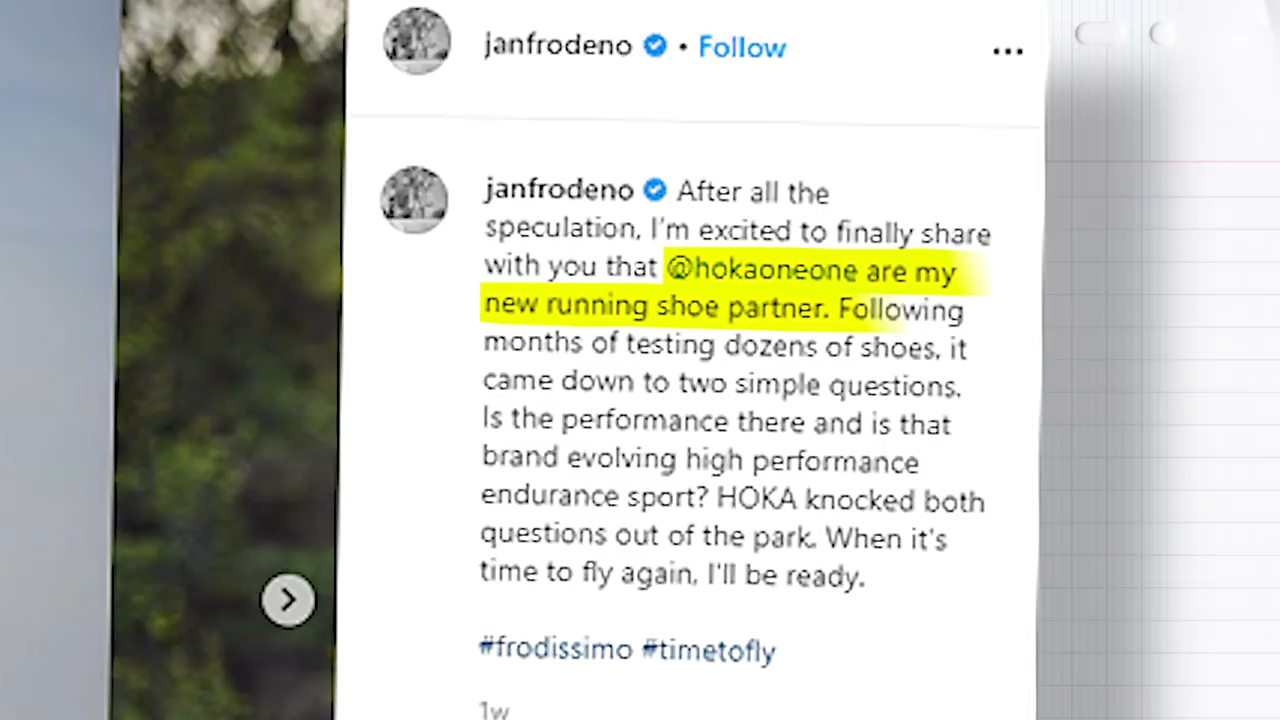 janfrodeno • Follow
janfrodeno After all the
speculation, I'm excited to finally share
with you that @hokaoneone are my
new running shoe partner. Following
months of testing dozens of shoes, it
came down to two simple questions.
Is the performance there and is that
brand evolving high performance
endurance sport? HOKA knocked both
questions out of the park. When it's
time to fly again, I'll be ready.
#frodissimo #timetofly
1w